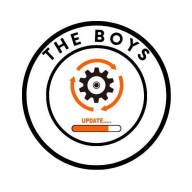 THE BOYS
UPDATE....